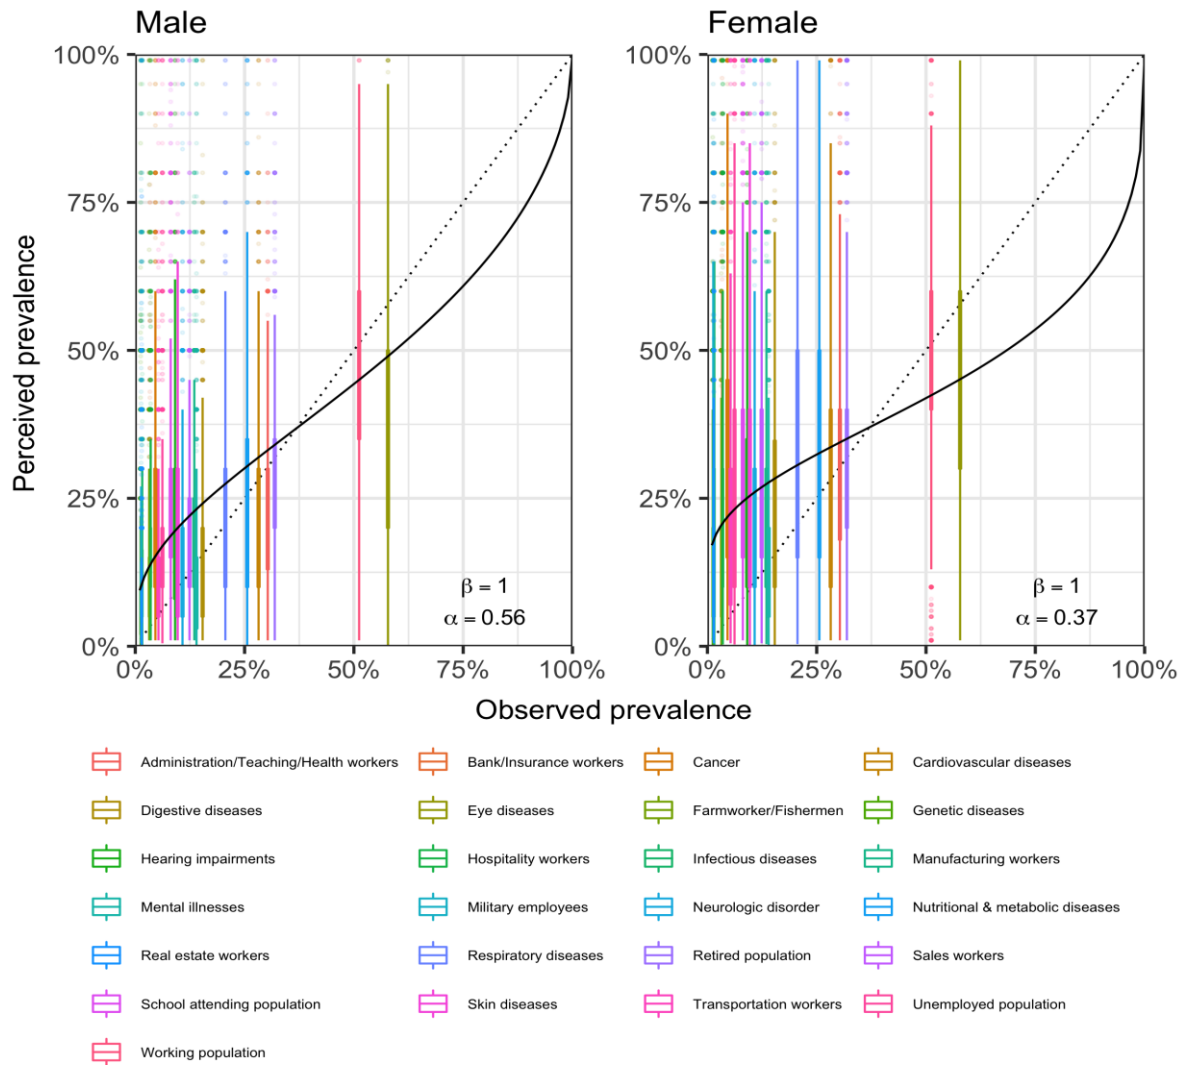 Male
Female
100%
75%
50%
25%
0%
Perceived prevalence
β = 1
α = 0.56
0%
25%
50%
75%
100%
100%
75%
50%
25%
0%
β = 1
α = 0.37
0%
25%
50%
75%
100%
Observed prevalence
Administration/Teaching/Health workers
Bank/Insurance workers
Cancer
Cardiovascular diseases
Digestive diseases
Eye diseases
Farmworker/Fishermen
Genetic diseases
Hearing impairments
Hospitality workers
Infectious diseases
Manufacturing workers
Mental illnesses
Military employees
Neurologic disorder
Nutritional & metabolic diseases
Real estate workers
Respiratory diseases
Retired population
Sales workers
School attending population
Skin diseases
Transportation workers
Unemployed population
Working population